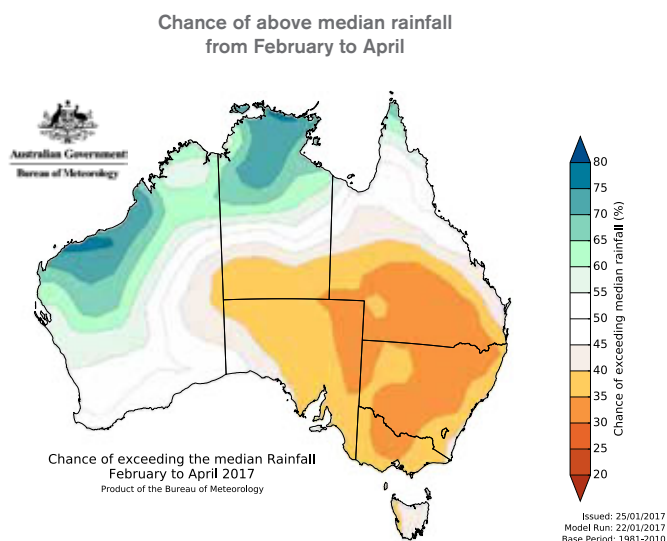 Chance of above median rainfall
from February to April
Australian Government
Bureau of Meteorology
80
75
70
65
60
55
50
45
40
35
30
25
20
Chance of exceeding median rainfall (%)
Chance of exceeding the median Rainfall
February to April 2017
Product of the Bureau of Meteorology
Issued: 25/01/2017
Model Run: 22/01/2017
Base Period: 1981-2010